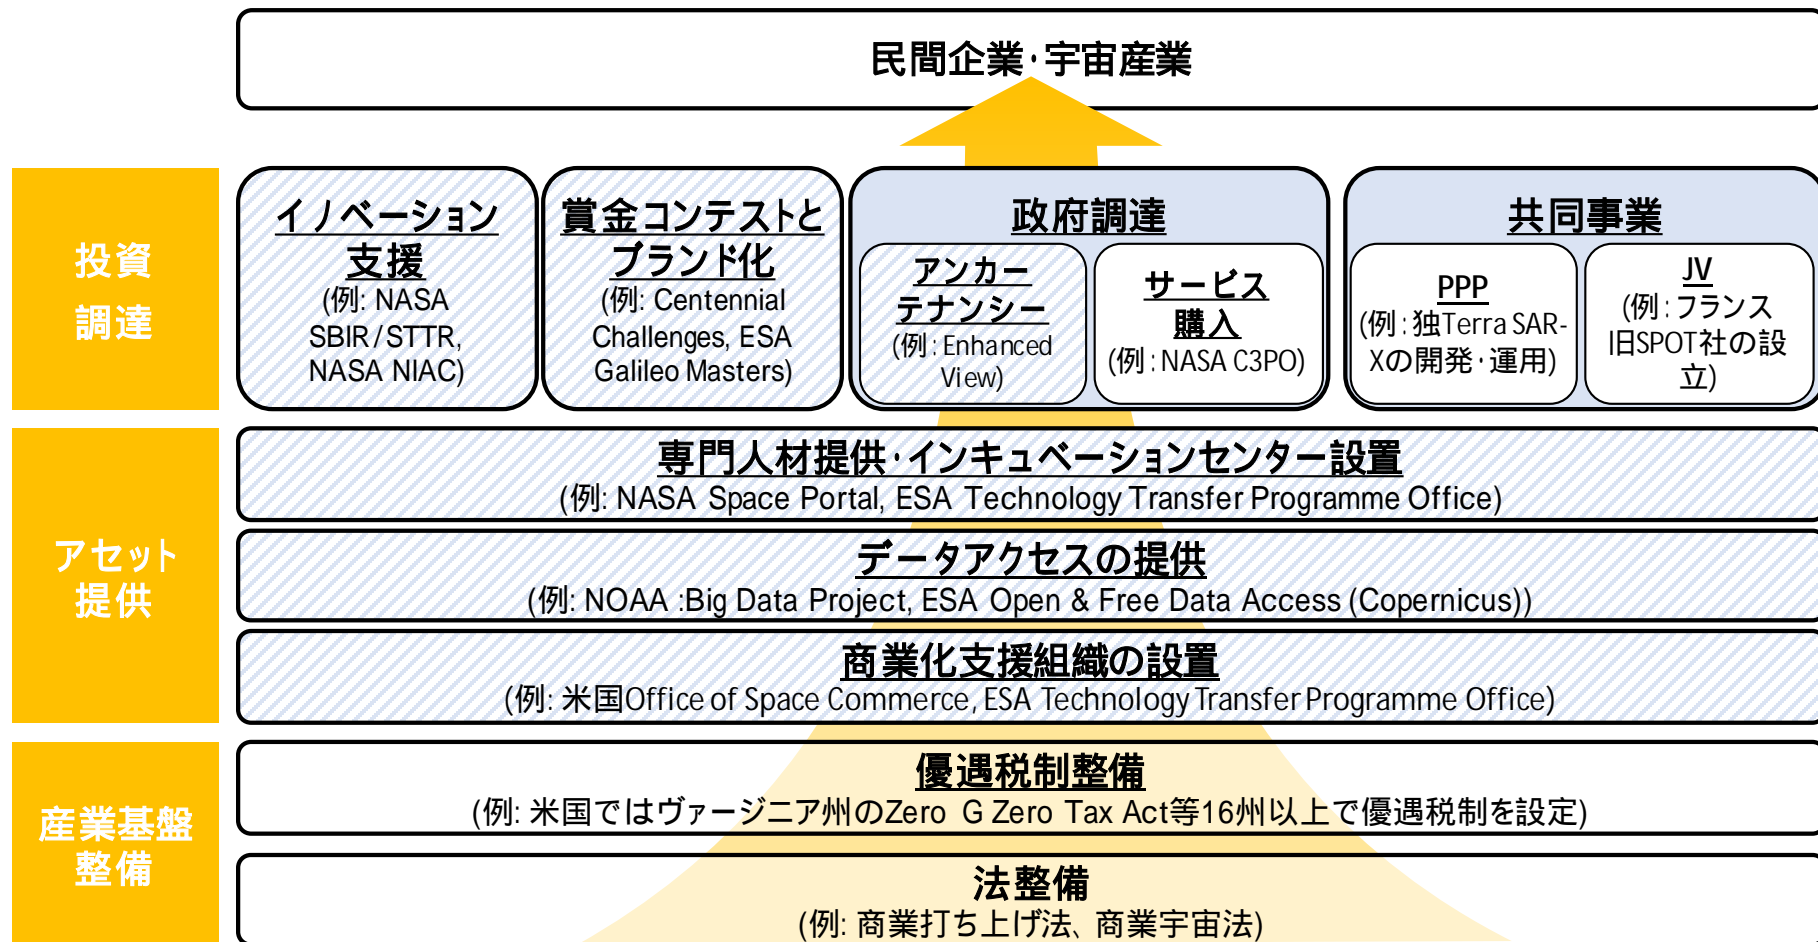 民間企業・宇宙産業
投資
調達
イノベーション
支援
(例: NASA
SBIR/STTR,
NASA NIAC)
賞金コンテストと
ブランド化
(例: Centennial
Challenges, ESA
Galileo Masters)
政府調達
アンカー
テナンシー
(例:Enhanced
View)
サービス
購入
(例:NASA C3PO)
共同事業
PPP
(例:独Terra SAR-
Xの開発・運用)
JV
(例:フランス
旧SPOT社の設
立)
アセット
提供
専門人材提供・インキュベーションセンター設置
(例: NASA Space Portal, ESA Technology Transfer Programme Office)
データアクセスの提供
(例: NOAA :Big Data Project, ESA Open & Free Data Access (Copernicus))
商業化支援組織の設置
(例: 米国Office of Space Commerce, ESA Technology Transfer Programme Office)
産業基盤
整備
優遇税制整備
(例: 米国ではヴァージニア州のZero G Zero Tax Act等16州以上で優遇税制を設定)
法整備
(例: 商業打ち上げ法、商業宇宙法)